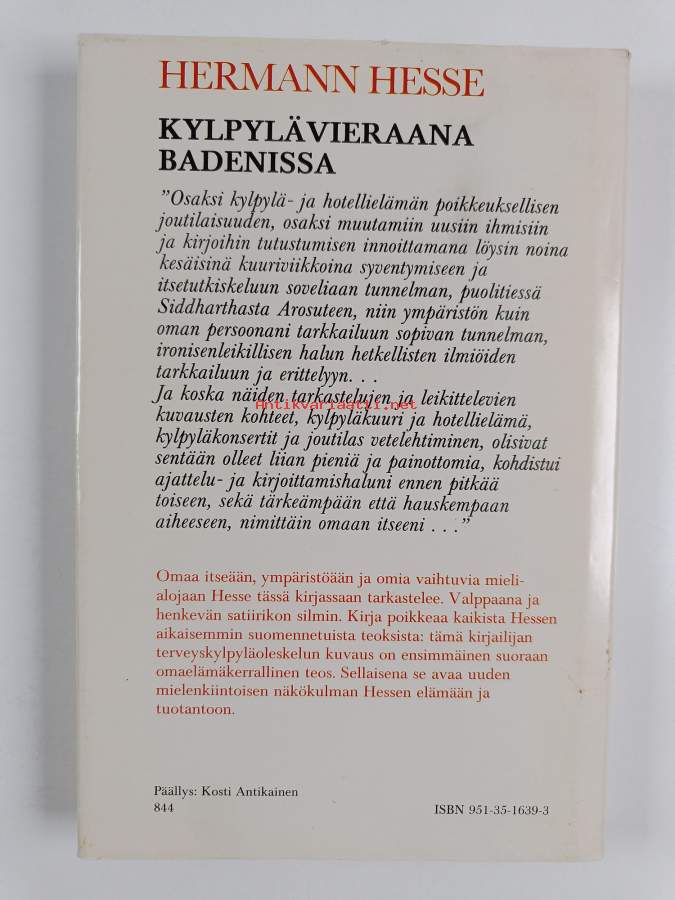 HERMANN HESSE
KYLPYLÄVIERAANA
BADENISSA
”Osaksi kylpylä- ja hotellielämän poikkeuksellisen
joutilaisuuden, osaksi muutamiin uusiin ihmisiin
ja kirjoihin tutustumisen innoittamana löysin noina
kesäisinä kuuriviikkoina syventymiseen ja
itsetutkiskeluun soveliaan tunnelman, puolitiessä
Siddharthasta Arosuteen, niin ympäristön kuin
oman persoonani tarkkailuun sopivan tunnelman,
ironisenleikillisen halun hetkellisten ilmiöiden
tarkkailuun ja erittelyyn. . .
Ja koska näiden tarkastelujen ja leikittelevien
Antikvariaatti.net
kuvausten kohteet, kylpyläkuuri ja hotellielämä,
kylpyläkonsertit ja joutilas vetelehtiminen, olisivat
sentään olleet liian pieniä ja painottomia, kohdistui
ajattelu- ja kirjoittamishaluni ennen pitkää
toiseen, sekä tärkeämpään että hauskempaan
aiheeseen, nimittäin omaan itseeni . . .”
Omaa itseään, ympäristöään ja omia vaihtuvia mieli-
alojaan Hesse tässä kirjassaan tarkastelee. Valppaana ja
henkevän satiirikon silmin. Kirja poikkeaa kaikista Hessen
aikaisemmin suomennetuista teoksista: tämä kirjailijan
terveyskylpyläoleskelun kuvaus on ensimmäinen suoraan
omaelämäkerrallinen teos. Sellaisena se avaa uuden
mielenkiintoisen näkökulman Hessen elämään ja
tuotantoon.
Päällys: Kosti Antikainen
844
ISBN 951-35-1639-3